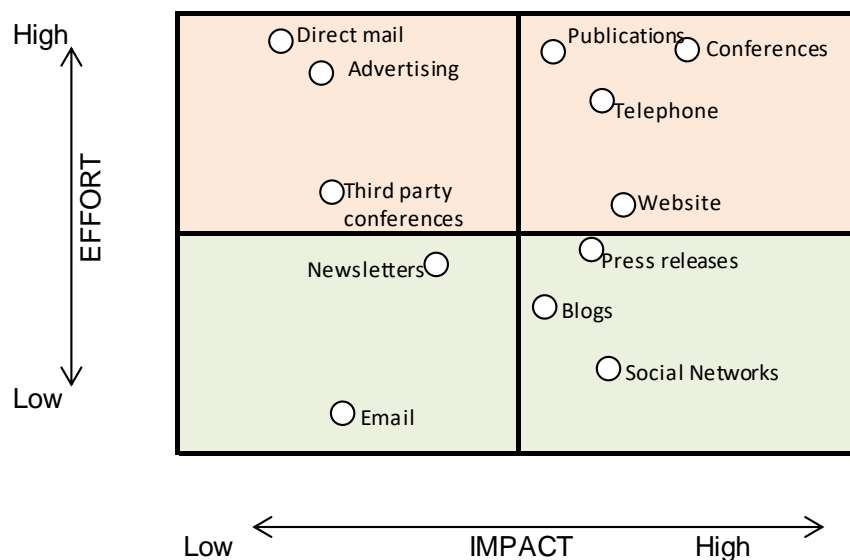 High
Direct mail
Publications
Conferences
Advertising
Telephone
EFFORT
Third party
conferences
Website
Newsletters
Press releases
Blogs
Social Networks
Low
Email
Low
IMPACT
High